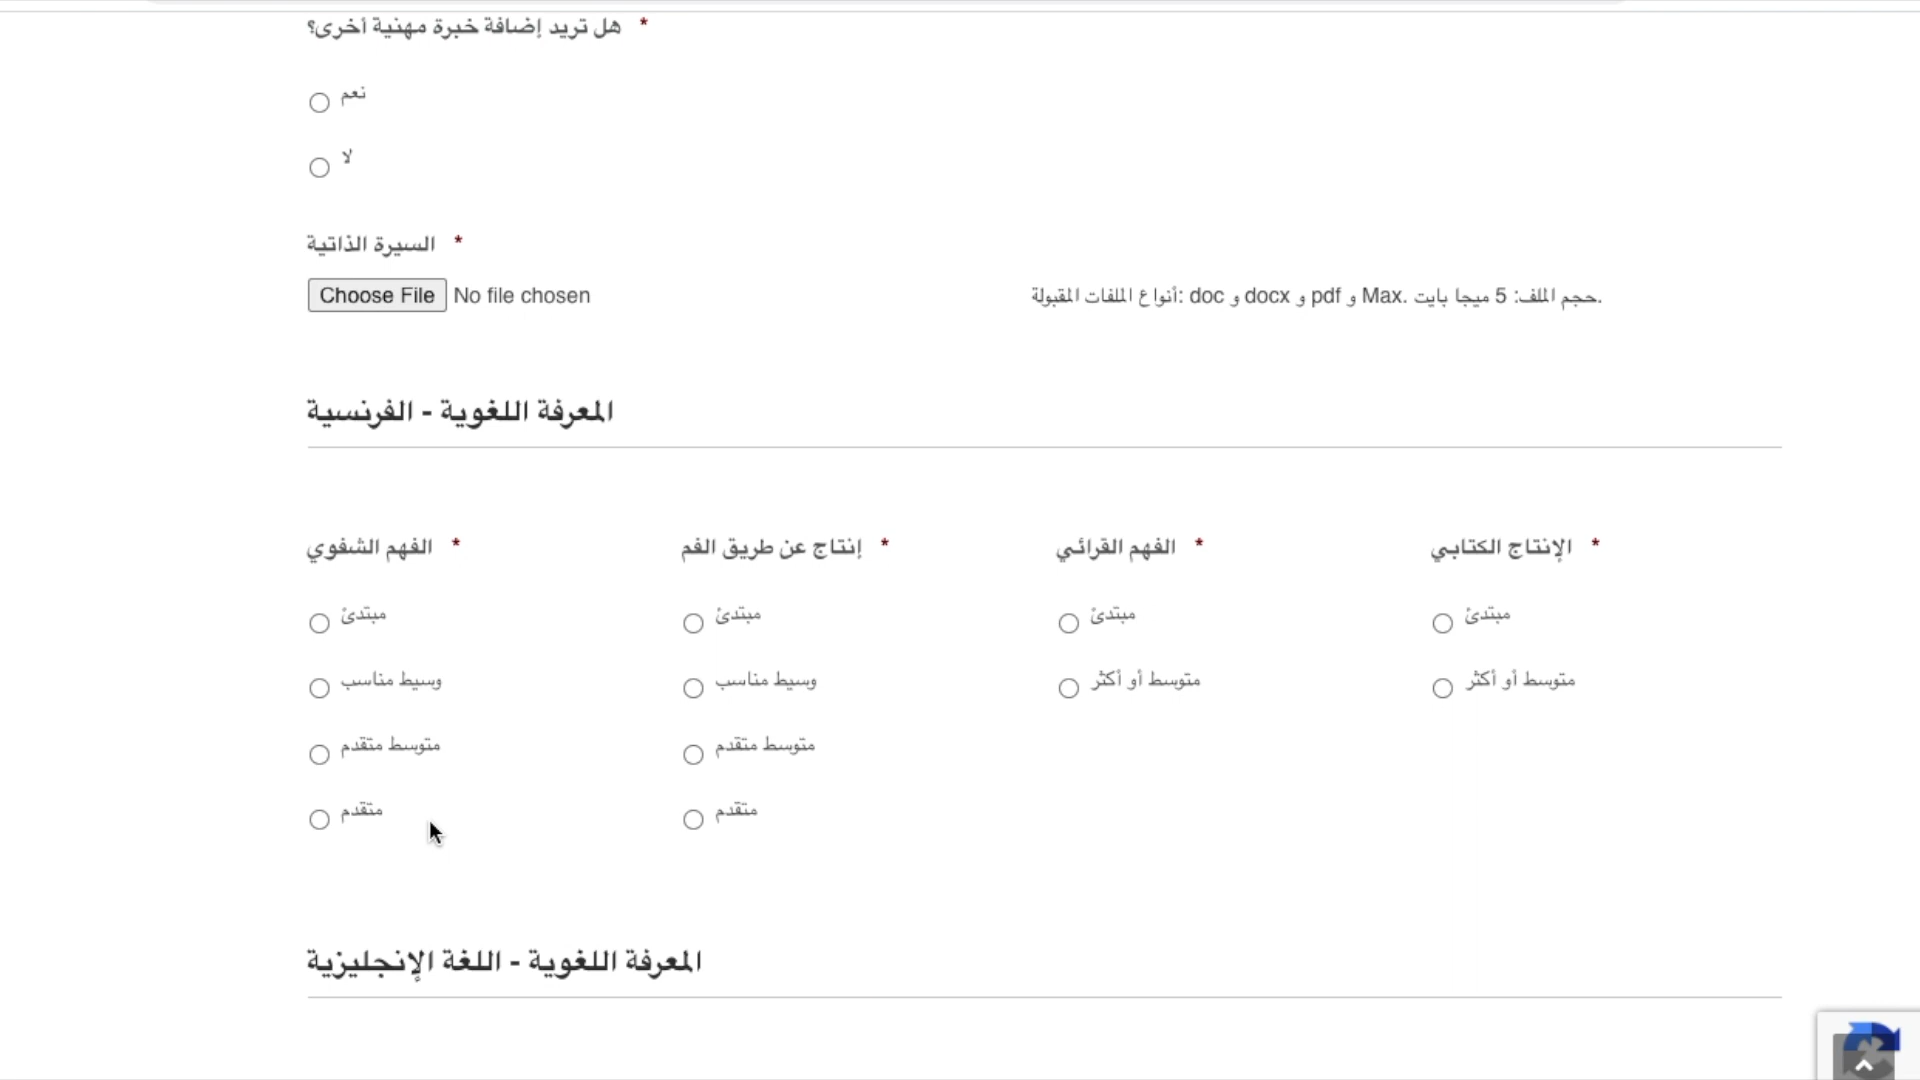 هل تريد إضافة خبرة مهنية أخرى؟ *
نعم
لا
السيرة الذاتية *
Choose File No file chosen
أنواع الملفات المقبولة: doc و docx و pdf و Max. حجم الملف: 5 ميجا بايت.
المعرفة اللغوية - الفرنسية
الفهم الشفوي *
مبتدئ
وسيط مناسب
متوسط متقدم
متقدم
إنتاج عن طريق الفم *
مبتدئ
وسيط مناسب
متوسط متقدم
متقدم
الفهم القرائي *
مبتدئ
متوسط أو أكثر
الإنتاج الكتابي *
مبتدئ
متوسط أو أكثر
المعرفة اللغوية - اللغة الإنجليزية